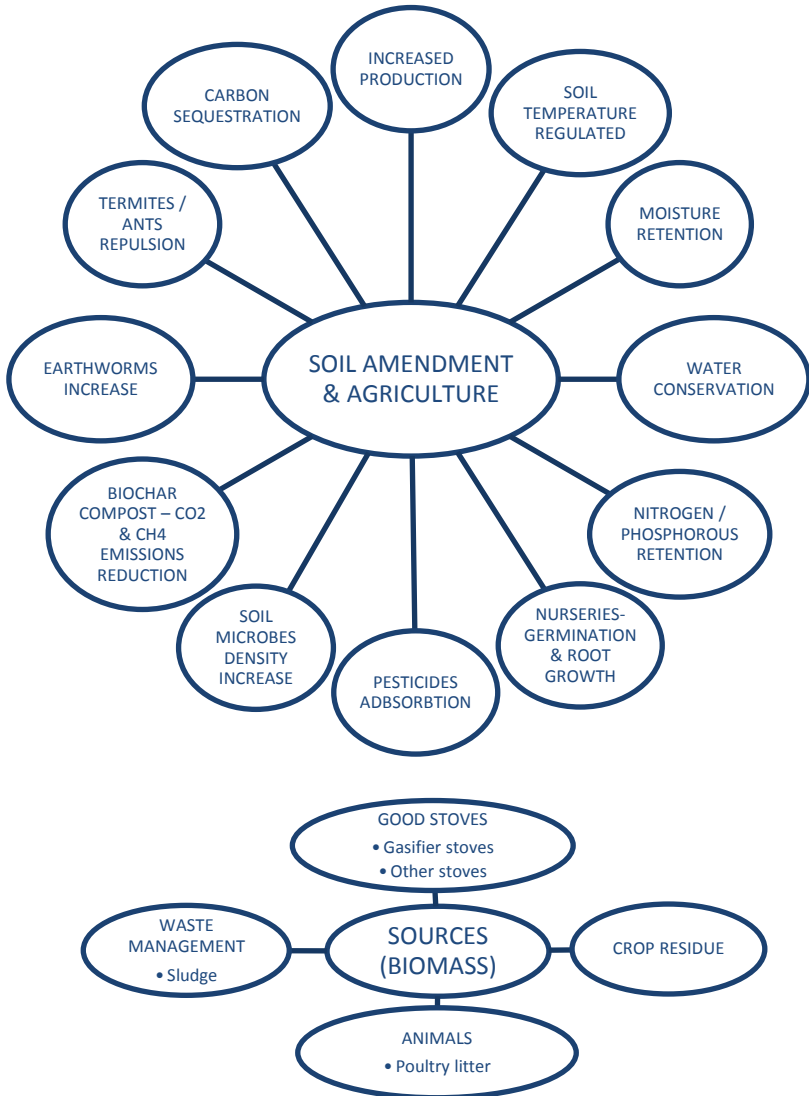 INCREASED
PRODUCTION
SOIL
TEMPERATURE
REGULATED
MOISTURE
RETENTION
WATER
CONSERVATION
NITROGEN /
PHOSPHOROUS
RETENTION
NURSERIES-
GERMINATION
& ROOT
GROWTH
PESTICIDES
ADBSORBTION
SOIL
MICROBES
DENSITY
INCREASE
BIOCHAR
COMPOST – CO2
& CH4
EMISSIONS
REDUCTION
EARTHWORMS
INCREASE
TERMITES /
ANTS
REPULSION
CARBON
SEQUESTRATION
SOIL AMENDMENT
& AGRICULTURE
GOOD STOVES
• Gasifier stoves
• Other stoves
WASTE
MANAGEMENT
• Sludge
SOURCES
(BIOMASS)
CROP RESIDUE
ANIMALS
• Poultry litter